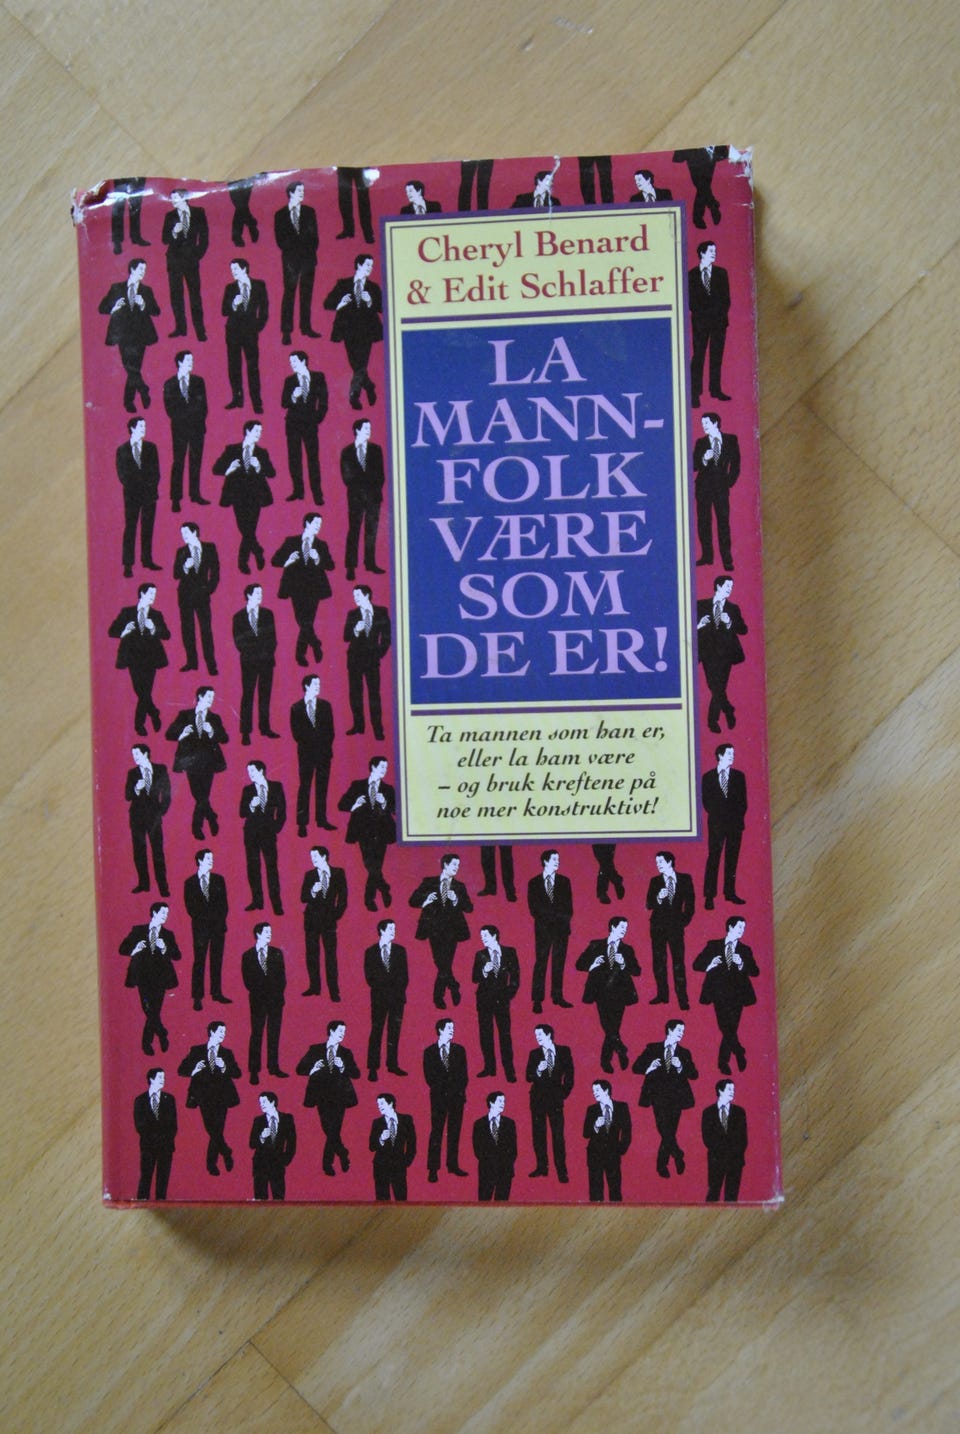 Cheryl Benard
& Edit Schlaffer
LA
MANN-
FOLK
VÆRE
SOM
DE ER!
Ta mannen som han er,
eller la ham være
– og bruk kreftene på
noe mer konstruktivt!